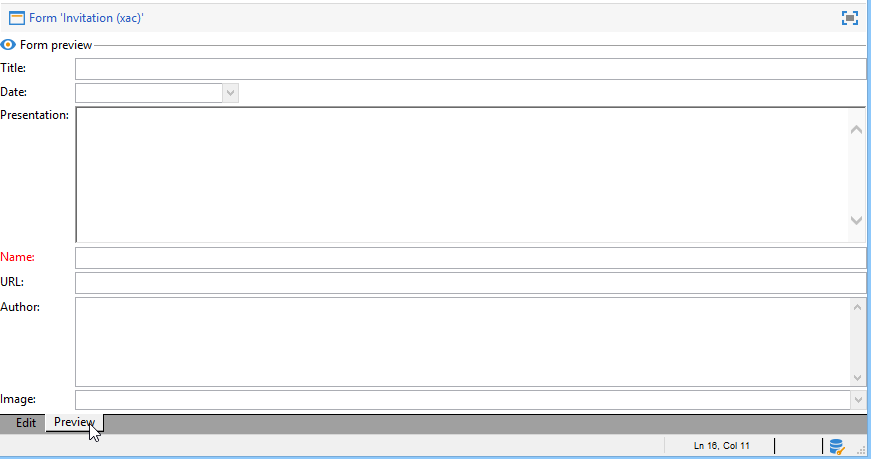 Form 'Invitation (xac)'
Form preview
Title:
Date:
Presentation:
Name:
URL:
Author:
Image:
Edit Preview
Ln 16, Col 11